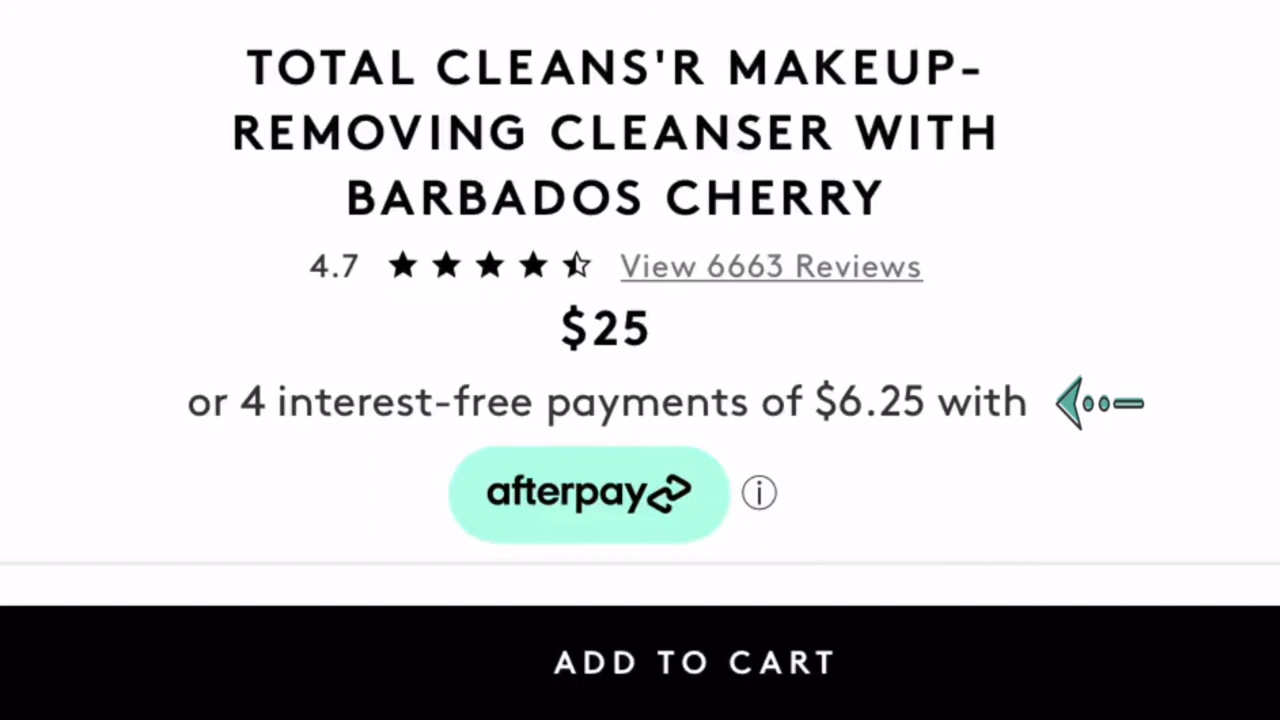 TOTAL CLEANS'R MAKEUP-
REMOVING CLEANSER WITH
BARBADOS CHERRY
4.7 View 6663 Reviews
$25
or 4 interest-free payments of $6.25 with
afterpay
ADD TO CART